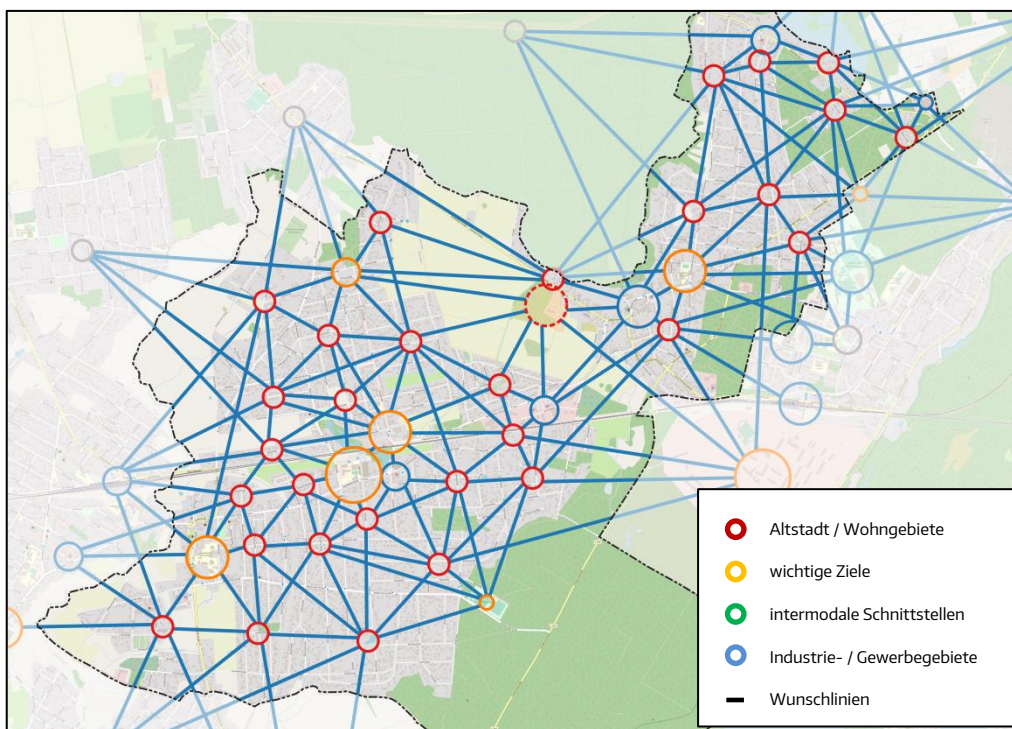 Altstadt / Wohngebiete
wichtige Ziele
intermodale Schnittstellen
Industrie- / Gewerbegebiete
Wunschlinien